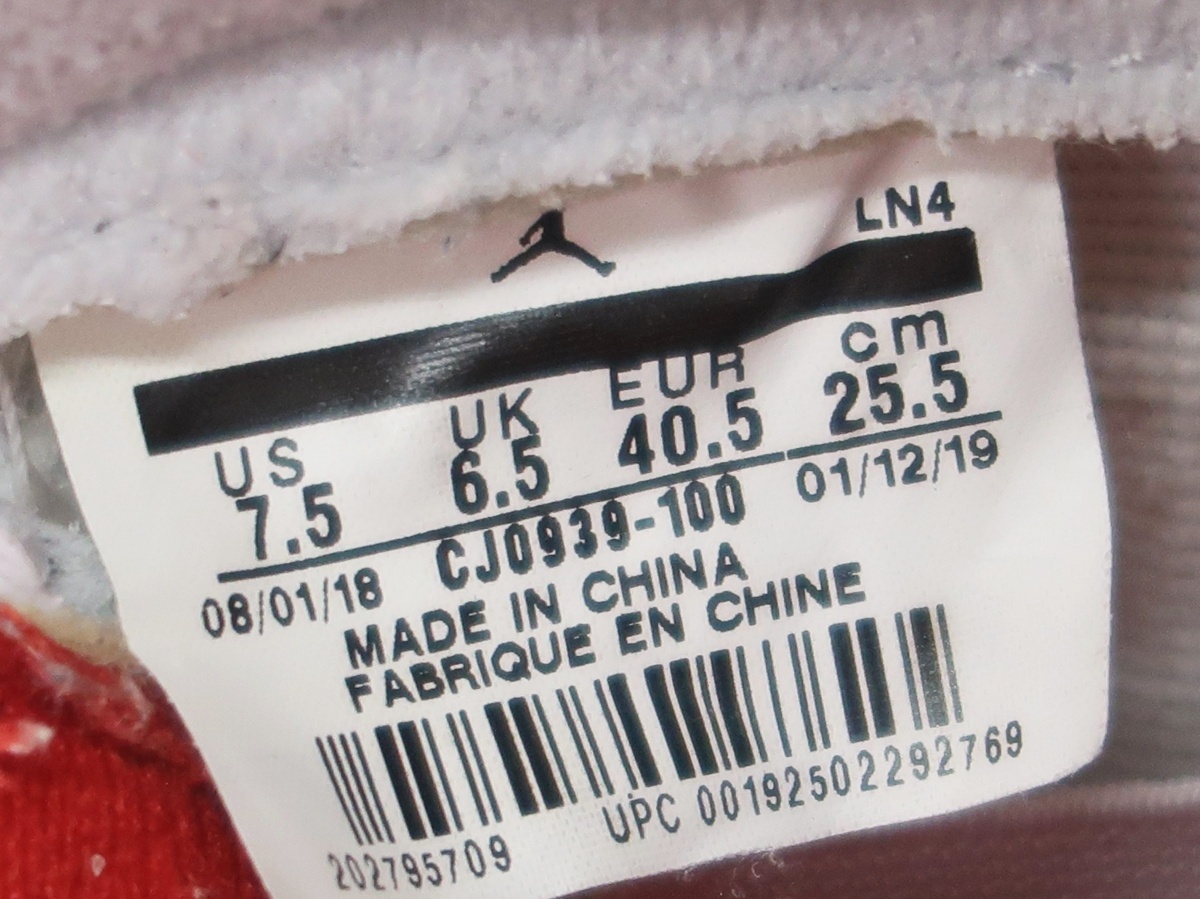 LN4
US UK EUR cm
7.5 6.5 40.5 25.5
08/01/18 CJ0939-100 01/12/19
MADE IN CHINA
FABRIQUE EN CHINE
202795709 UPC 00192502292769